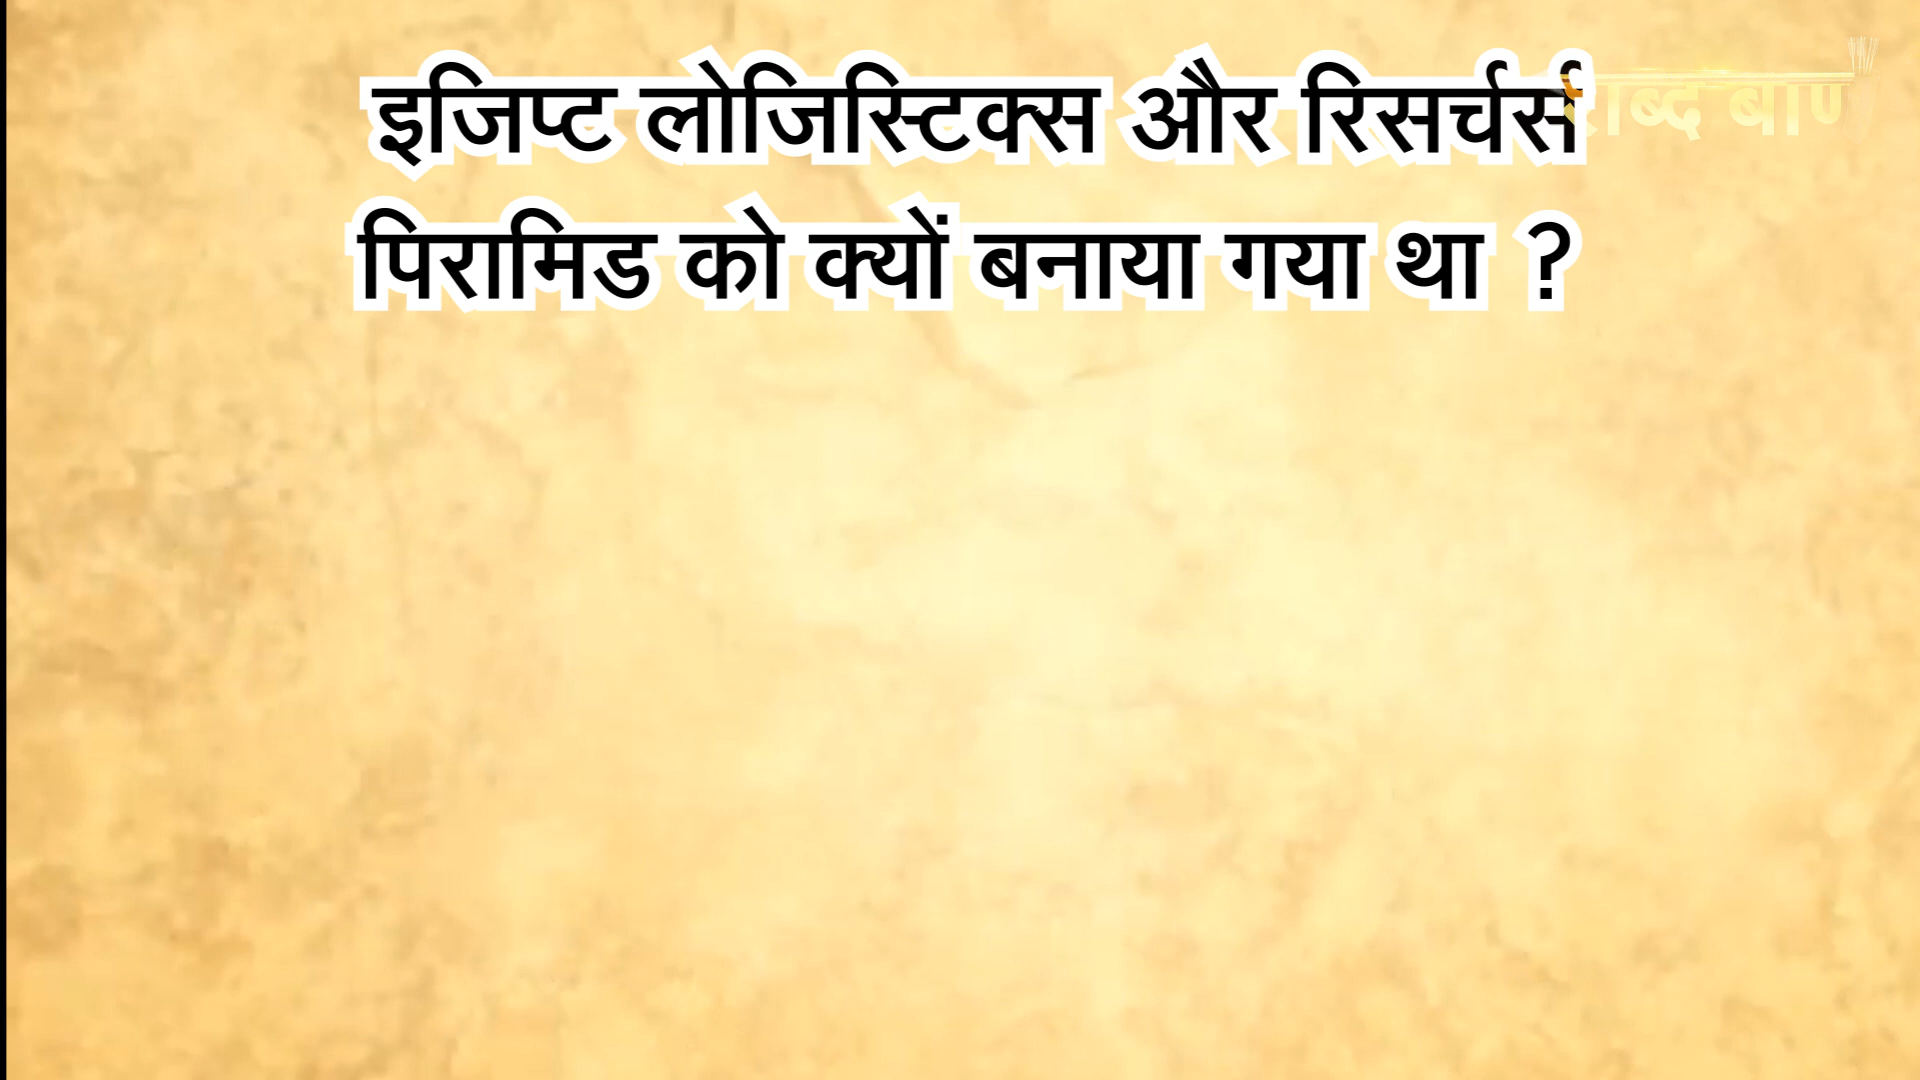 इजिप्ट लोजिस्टिक्स और रिसर्चर्स
पिरामिड को क्यों बनाया गया था ?